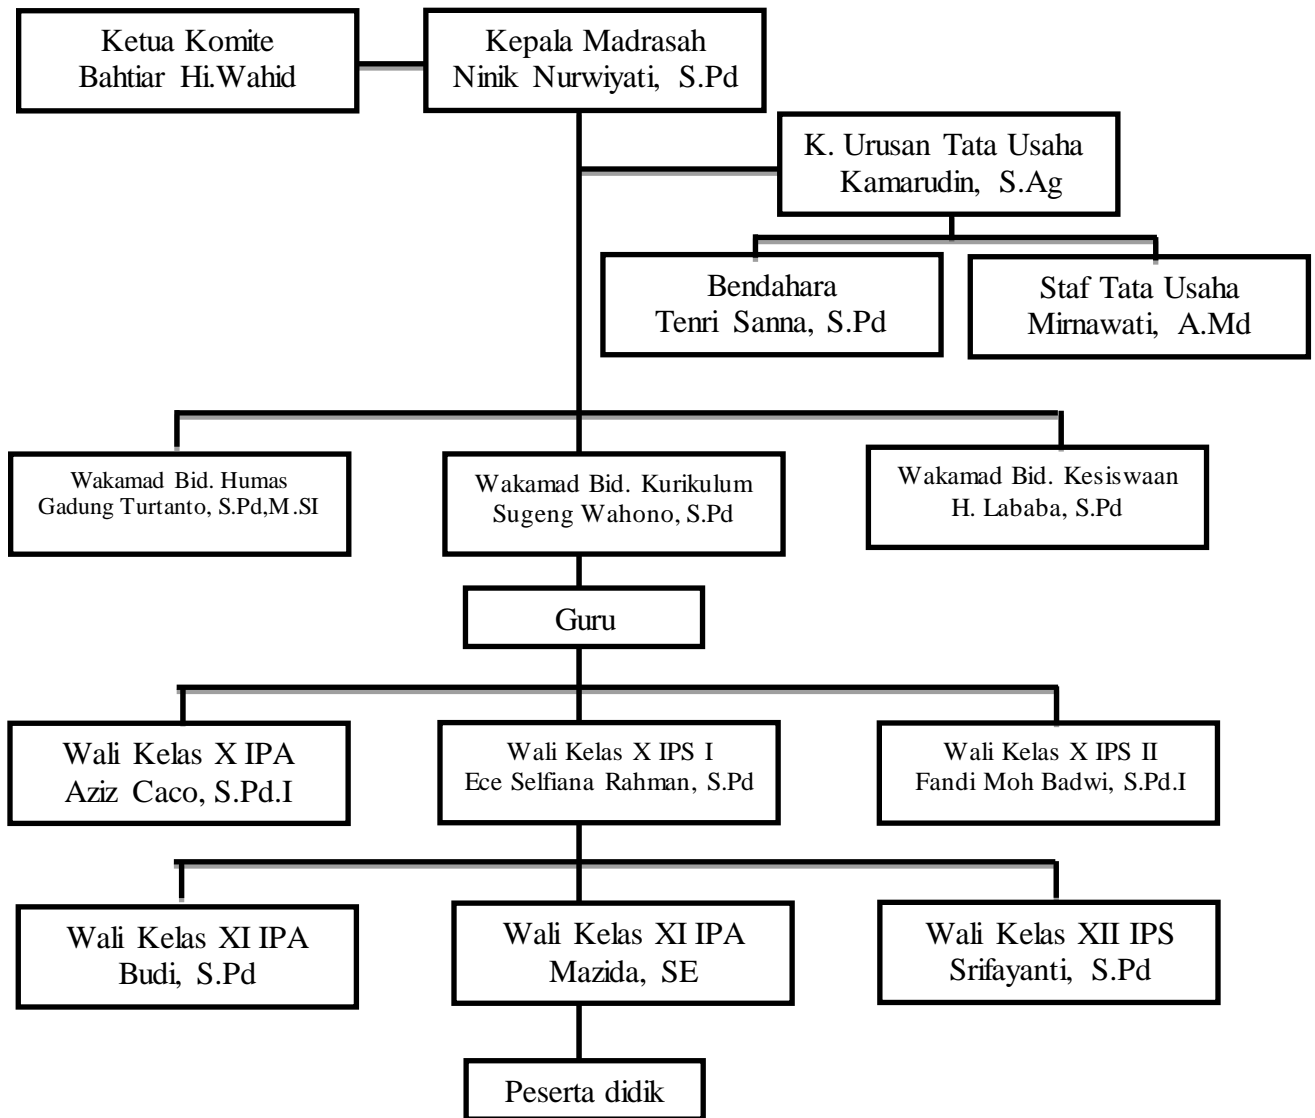 Ketua Komite
Bahtiar Hi.Wahid
Kepala Madrasah
Ninik Nurwiyati, S.Pd
K. Urusan Tata Usaha
Kamarudin, S.Ag
Bendahara
Tenri Sanna, S.Pd
Staf Tata Usaha
Mirnawati, A.Md
Wakamad Bid. Humas
Gadung Turtanto, S.Pd,M.SI
Wakamad Bid. Kurikulum
Sugeng Wahono, S.Pd
Wakamad Bid. Kesiswaan
H. Lababa, S.Pd
Guru
Wali Kelas X IPA
Aziz Caco, S.Pd.I
Wali Kelas X IPS I
Ece Selfiana Rahman, S.Pd
Wali Kelas X IPS II
Fandi Moh Badwi, S.Pd.I
Wali Kelas XI IPA
Budi, S.Pd
Wali Kelas XI IPA
Mazida, SE
Wali Kelas XII IPS
Srifayanti, S.Pd
Peserta didik